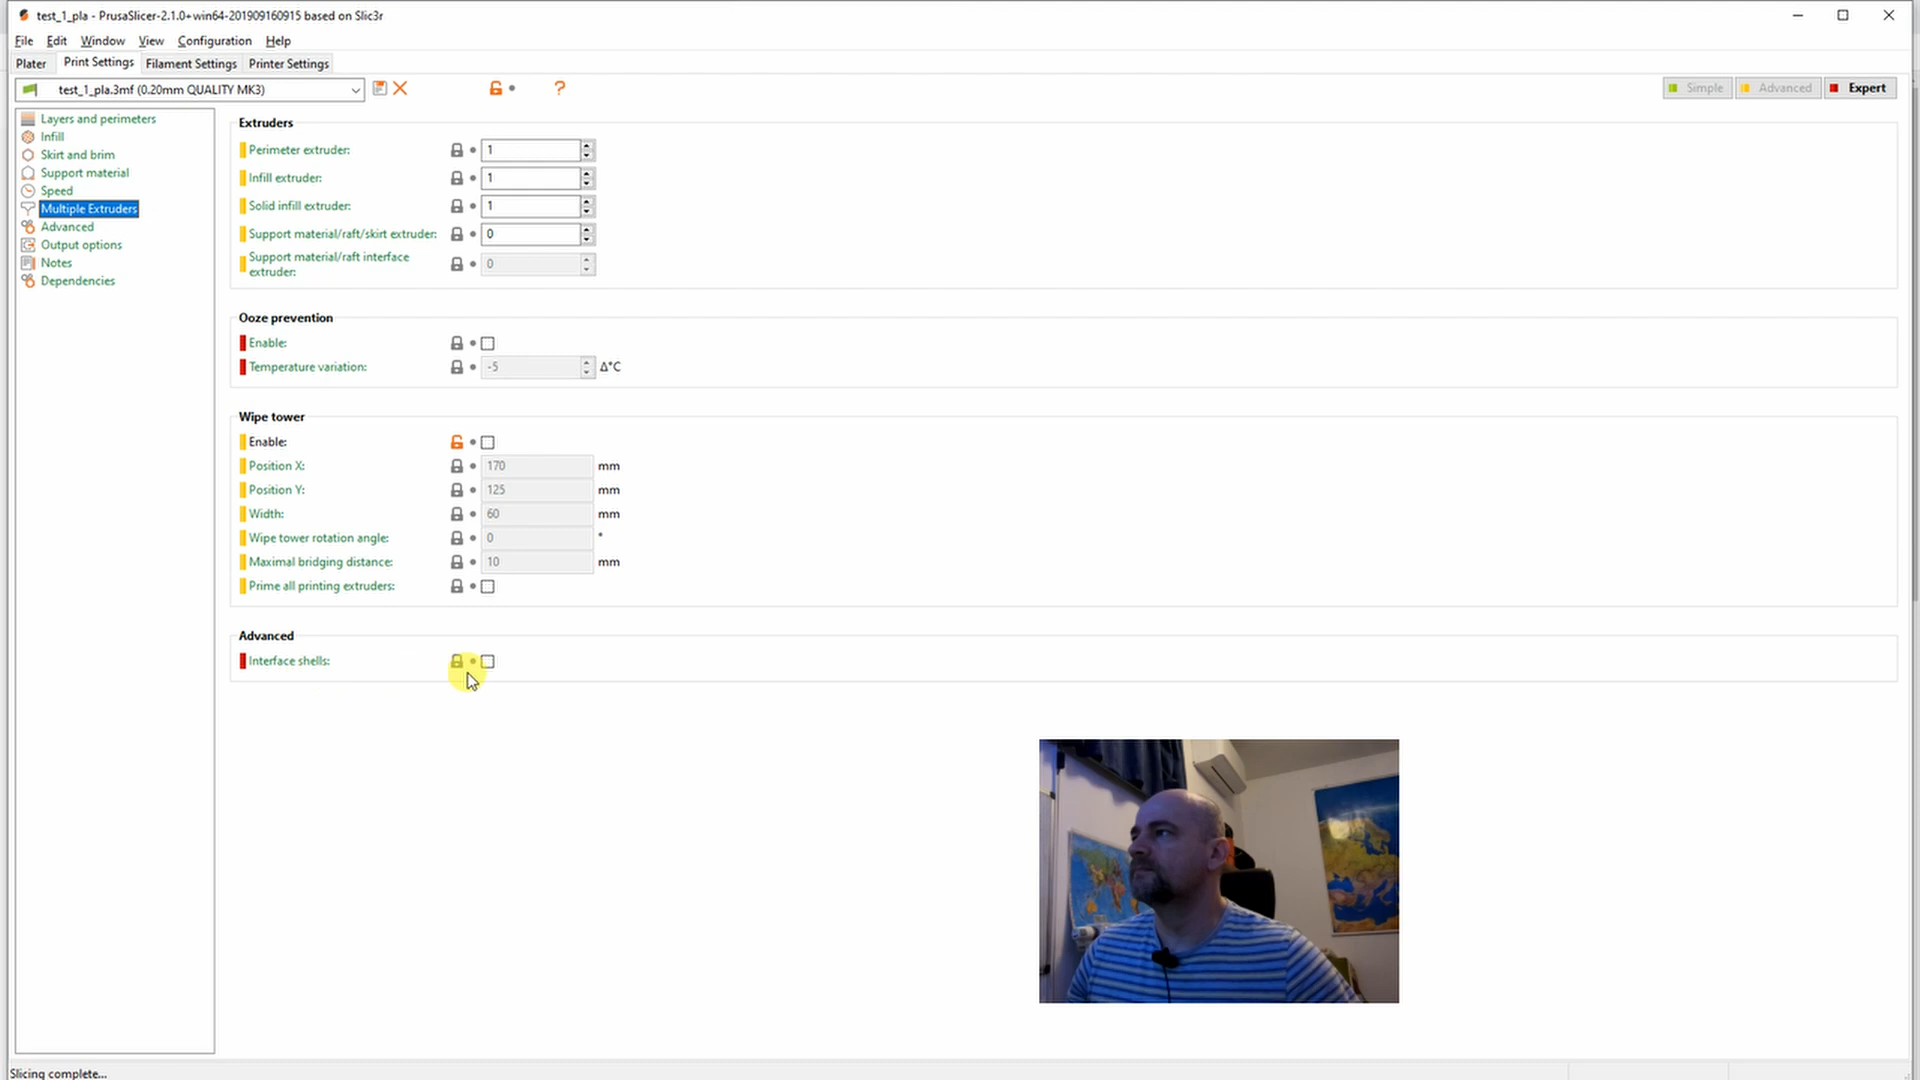 test_1_pla - PrusaSlicer-2.1.0+win64-201909160915 based on Slic3r
File Edit Window View Configuration Help
Plater Print Settings Filament Settings Printer Settings
test_1_pla.3mf (0.20mm QUALITY MK3) ? Simple Advanced Expert
Layers and perimeters
Infill
Skirt and brim
Support material
Speed
Multiple Extruders
Advanced
Output options
Notes
Dependencies
Extruders
Perimeter extruder: 1
Infill extruder: 1
Solid infill extruder: 1
Support material/raft/skirt extruder: 0
Support material/raft interface
extruder: 0
Ooze prevention
Enable:
Temperature variation: -5 Δ°C
Wipe tower
Enable:
Position X: 170 mm
Position Y: 125 mm
Width: 60 mm
Wipe tower rotation angle: 0 °
Maximal bridging distance: 10 mm
Prime all printing extruders:
Advanced
Interface shells:
Slicing complete...